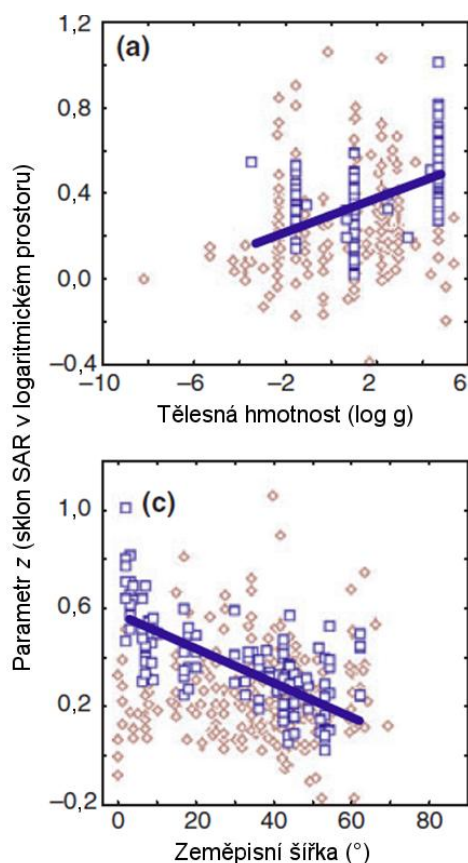 1,2
(a)
0,8
0,4
0,0
–0,4
–10 –6 –2 2 6
Tělesná hmotnost (log g)
Parametr z (sklon SAR v logaritmickém prostoru)
1,0
(c)
0,6
0,2
–0,2
0 20 40 60 80
Zeměpisní šířka (°)